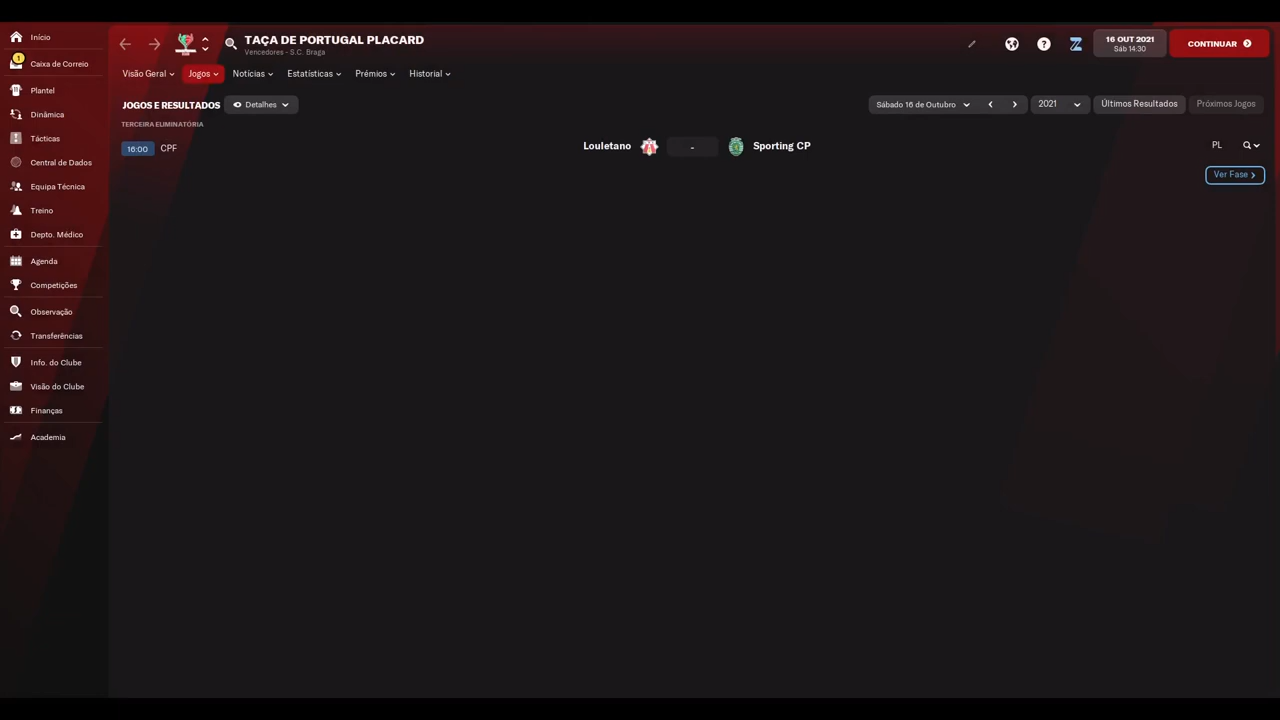 Início
1
Caixa de Correio
Plantel
Dinâmica
Tácticas
Central de Dados
Equipa Técnica
Treino
Depto. Médico
Agenda
Competições
Observação
Transferências
Info. do Clube
Visão do Clube
Finanças
Academia
TAÇA DE PORTUGAL PLACARD
Vencedores - S.C. Braga
16 OUT 2021
Sáb 14:30
CONTINUAR
Visão Geral Jogos Notícias Estatísticas Prémios Historial
JOGOS E RESULTADOS Detalhes Sábado 16 de Outubro 2021 Últimos Resultados Próximos Jogos
TERCEIRA ELIMINATÓRIA
16:00 CPF Louletano - Sporting CP PL
Ver Fase